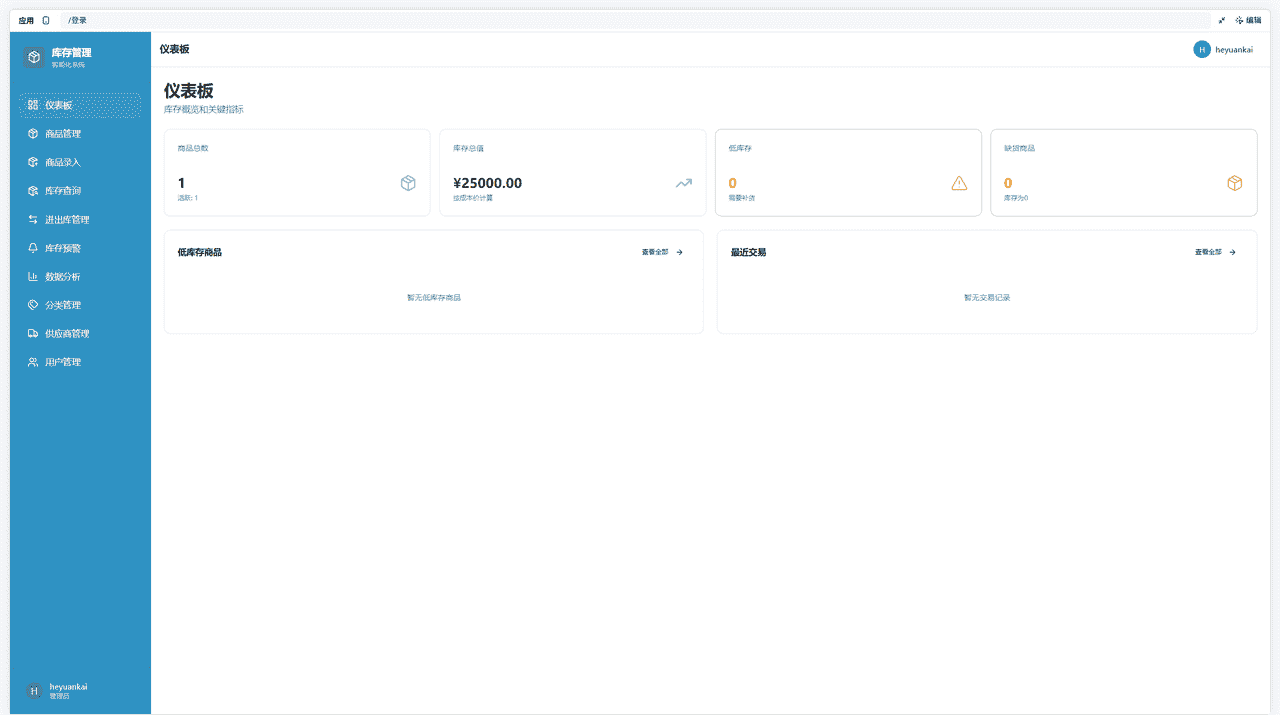 应用
/登录
编辑
库存管理
智能化系统
仪表板
heyuankai
仪表板
商品管理
商品录入
库存查询
进出库管理
库存预警
数据分析
分类管理
供应商管理
用户管理
H heyuankai
管理员
仪表板
库存概览和关键指标
商品总数
1
活跃: 1
库存总值
¥25000.00
按成本价计算
低库存
0
需要补货
缺货商品
0
库存为0
低库存商品
查看全部
暂无低库存商品
最近交易
查看全部
暂无交易记录
H